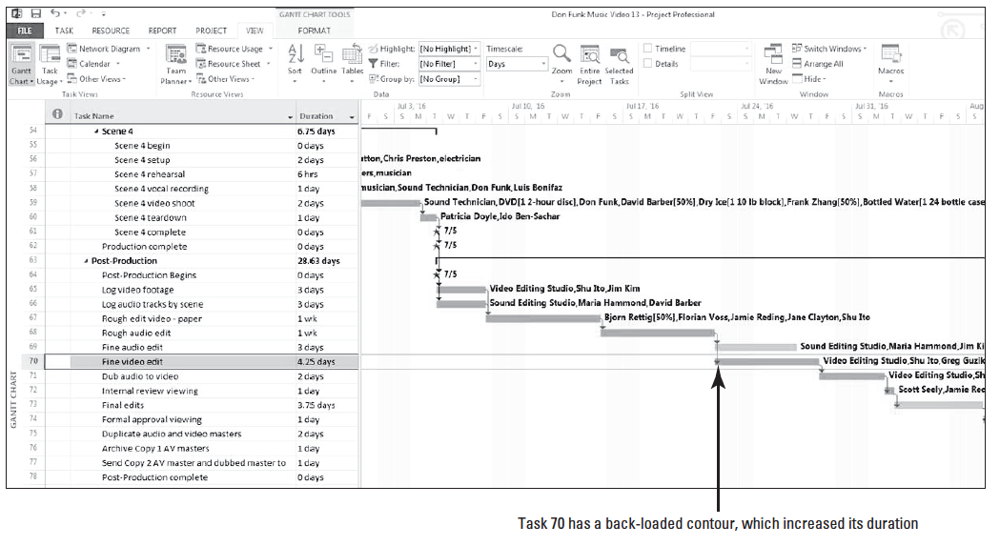 GANTT CHART TOOLS
Don Funk Music Video 13 - Project Professional
FILE TASK RESOURCE REPORT PROJECT VIEW FORMAT
Gantt Chart
Task Usage
Network Diagram
Calendar
Other Views
Task Views
Team Planner
Resource Usage
Resource Sheet
Other Views
Resource Views
Sort
Outline
Tables
Highlight: [No Highlight]
Filter: [No Filter]
Group by: [No Group]
Data
Timescale:
Days
Zoom
Entire Project
Selected Tasks
Zoom
Timeline
Details
Split View
New Window
Switch Windows
Arrange All
Hide
Window
Macros
Macros
Task Name Duration
Jul 3, '16 Jul 10, '16 Jul 17, '16 Jul 24, '16 Jul 31, '16 Aug
F S S M T W T F S S M T W T F S S M T W T F S S M T W T F S S M T W T F S
54 Scene 4 6.75 days
55 Scene 4 begin 0 days
56 Scene 4 setup 2 days utton,Chris Preston,electrician
57 Scene 4 rehearsal 6 hrs ers,musician
58 Scene 4 vocal recording 1 day musician,Sound Technician,Don Funk,Luis Bonifaz
59 Scene 4 video shoot 2 days Sound Technician,DVD[1 2-hour disc],Don Funk,David Barber[50%],Dry Ice[1 10 lb block],Frank Zhang[50%],Bottled Water[1 24 bottle case
60 Scene 4 teardown 1 day Patricia Doyle,Ido Ben-Sachar
61 Scene 4 complete 0 days 7/5
62 Production complete 0 days 7/5
63 Post-Production 28.63 days
64 Post-Production Begins 0 days 7/5
65 Log video footage 3 days Video Editing Studio,Shu Ito,Jim Kim
66 Log audio tracks by scene 3 days Sound Editing Studio,Maria Hammond,David Barber
67 Rough edit video - paper 1 wk Bjorn Rettig[50%],Florian Voss,Jamie Reding,Jane Clayton,Shu Ito
68 Rough audio edit 1 wk
69 Fine audio edit 3 days Sound Editing Studio,Maria Hammond,Jim Ki
70 Fine video edit 4.25 days Video Editing Studio,Shu Ito,Greg Guzik
71 Dub audio to video 2 days Video Editing Studio,Sh
72 Internal review viewing 1 day Scott Seely,Jamie Rec
73 Final edits 3.75 days
74 Formal approval viewing 1 day
75 Duplicate audio and video masters 2 days
76 Archive Copy 1 AV masters 1 day
77 Send Copy 2 AV master and dubbed master to 1 day
78 Post-Production complete 0 days
GANTT CHART
Task 70 has a back-loaded contour, which increased its duration